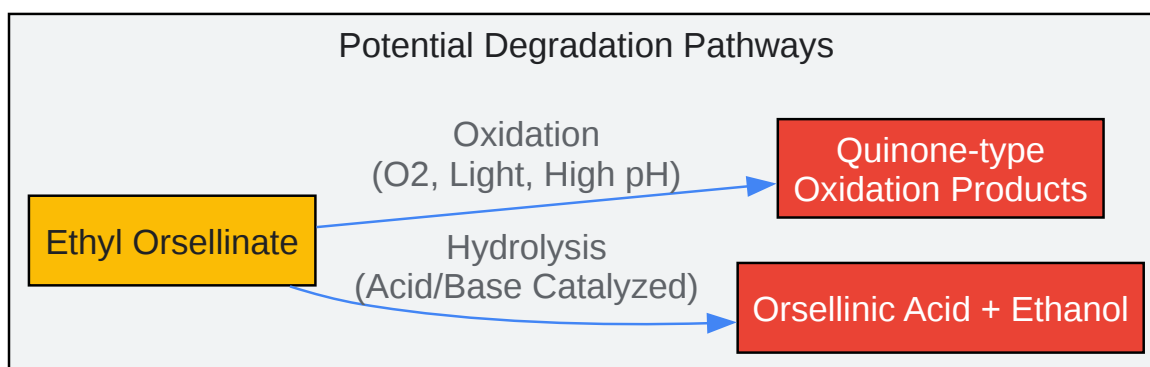 Potential Degradation Pathways
Oxidation
(O2, Light, High pH)
Quinone-type
Oxidation Products
Ethyl Orsellinate
Hydrolysis
(Acid/Base Catalyzed)
Orsellinic Acid + Ethanol